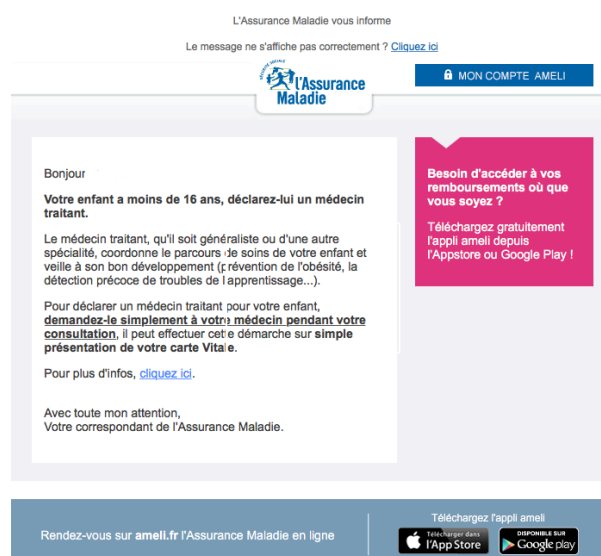 L'Assurance Maladie vous informe
Le message ne s'affiche pas correctement ? Cliquez ici
l'Assurance
Maladie
MON COMPTE AMELI
Bonjour
Votre enfant a moins de 16 ans, déclarez-lui un médecin
traitant.
Le médecin traitant, qu'il soit généraliste ou d'une autre
spécialité, coordonne le parcours de soins de votre enfant et
veille à son bon développement (prévention de l'obésité, la
détection précoce de troubles de l'apprentissage...).
Pour déclarer un médecin traitant pour votre enfant,
demandez-le simplement à votre médecin pendant votre
consultation, il peut effectuer cette démarche sur simple
présentation de votre carte Vitale.
Pour plus d'infos, cliquez ici.
Avec toute mon attention,
Votre correspondant de l'Assurance Maladie.
Besoin d'accéder à vos
remboursements où que
vous soyez ?
Téléchargez gratuitement
l'appli ameli depuis
l'Appstore ou Google Play !
Rendez-vous sur ameli.fr l'Assurance Maladie en ligne
Téléchargez l'appli ameli
Télécharger dans
l'App Store
DISPONIBLE SUR
Google play